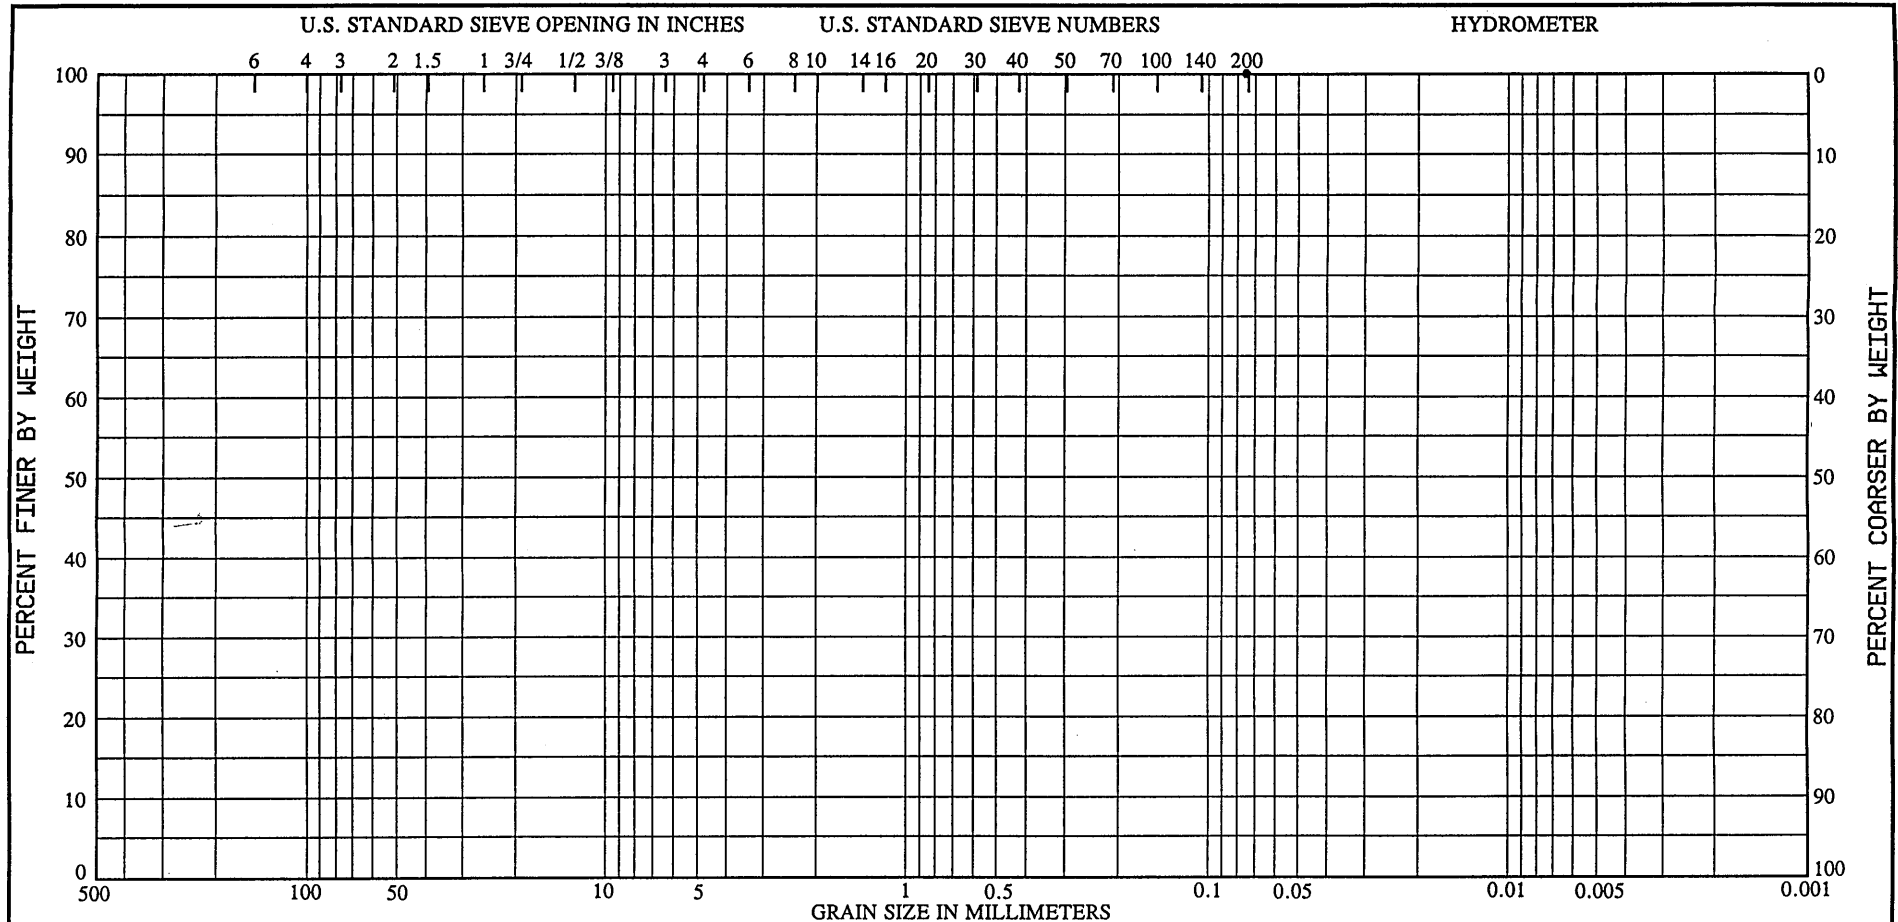 U.S. STANDARD SIEVE OPENING IN INCHES U.S. STANDARD SIEVE NUMBERS HYDROMETER
6 4 3 2 1.5 1 3/4 1/2 3/8 3 4 6 8 10 14 16 20 30 40 50 70 100 140 200
100 0
90 10
80 20
70 30
60 40
50 50
40 60
30 70
20 80
10 90
0 100
PERCENT FINER BY WEIGHT
PERCENT COARSER BY WEIGHT
500 100 50 10 5 1 0.5 0.1 0.05 0.01 0.005 0.001
GRAIN SIZE IN MILLIMETERS